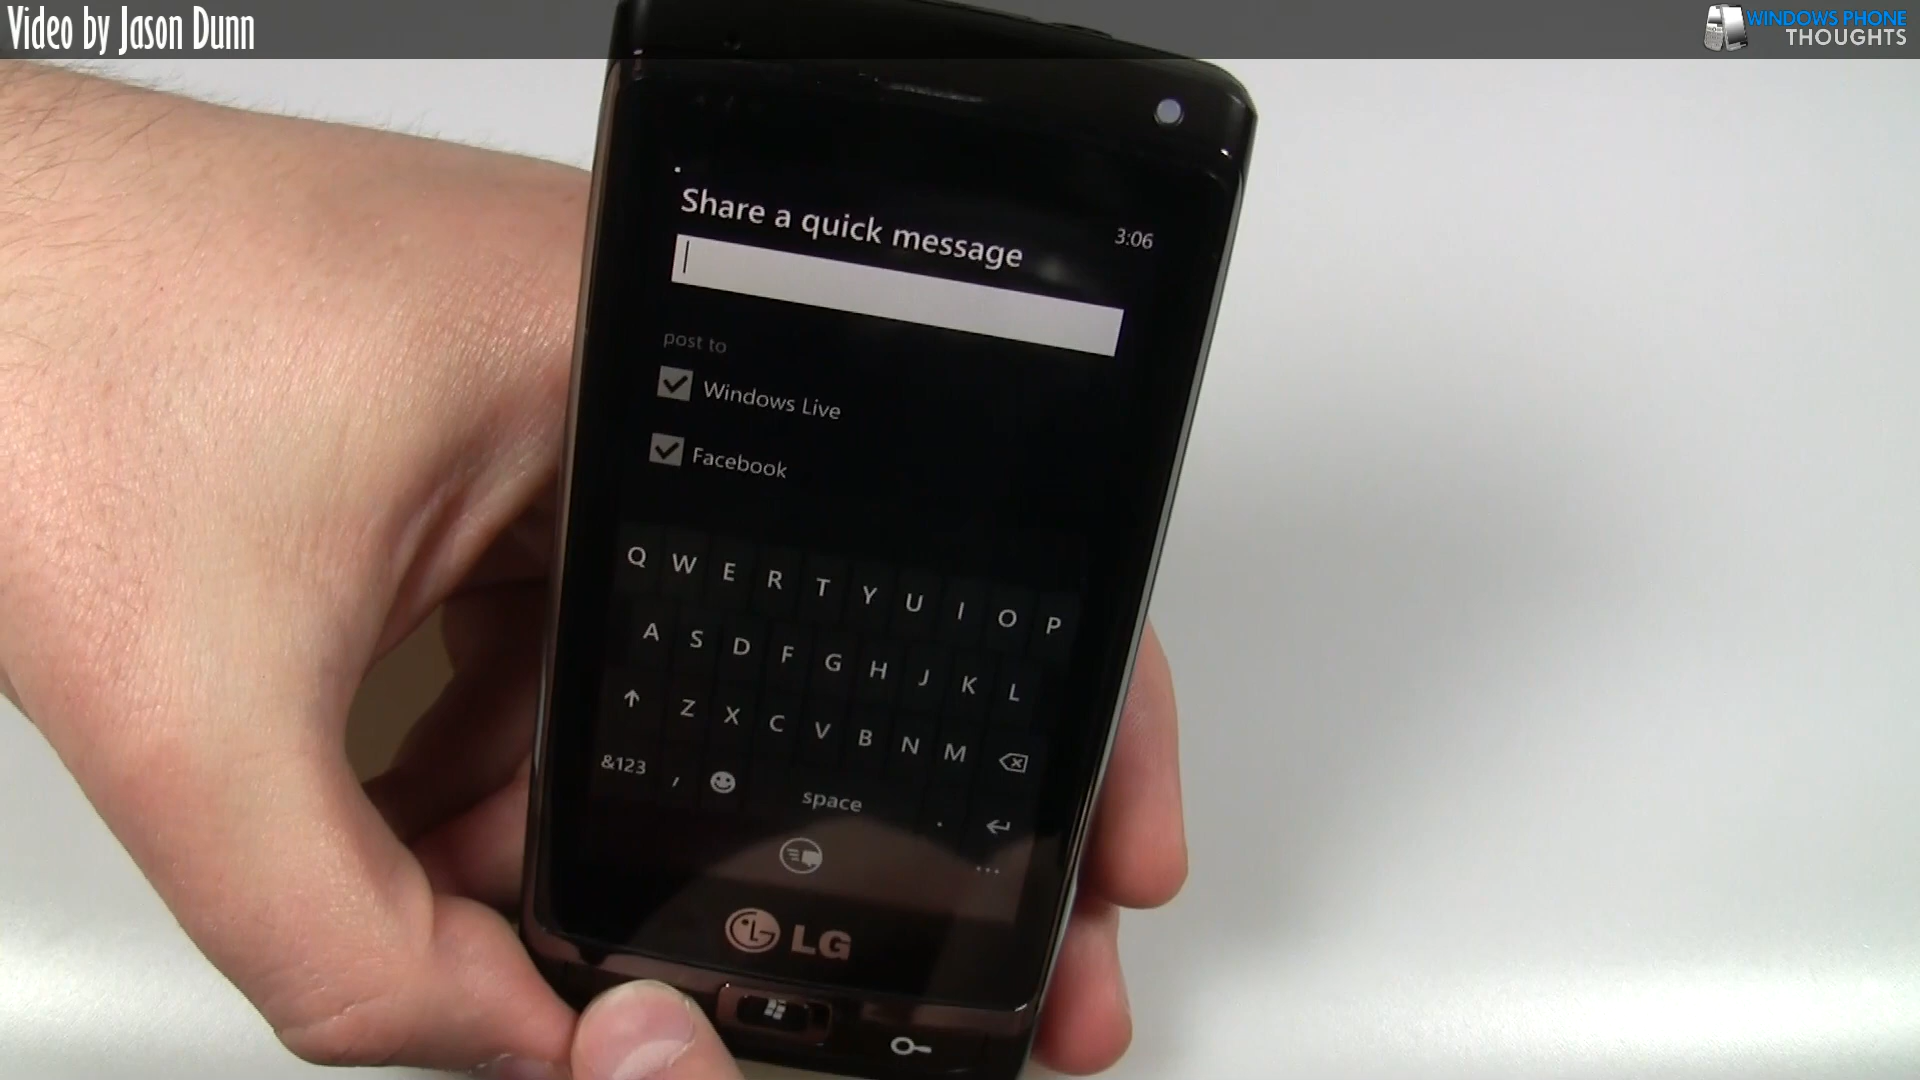 Video by Jason Dunn
WINDOWS PHONE
THOUGHTS
Share a quick message
3:06
post to
Windows Live
Facebook
Q W E R T Y U I O P
A S D F G H J K L
Z X C V B N M
&123 , space .
...
LG